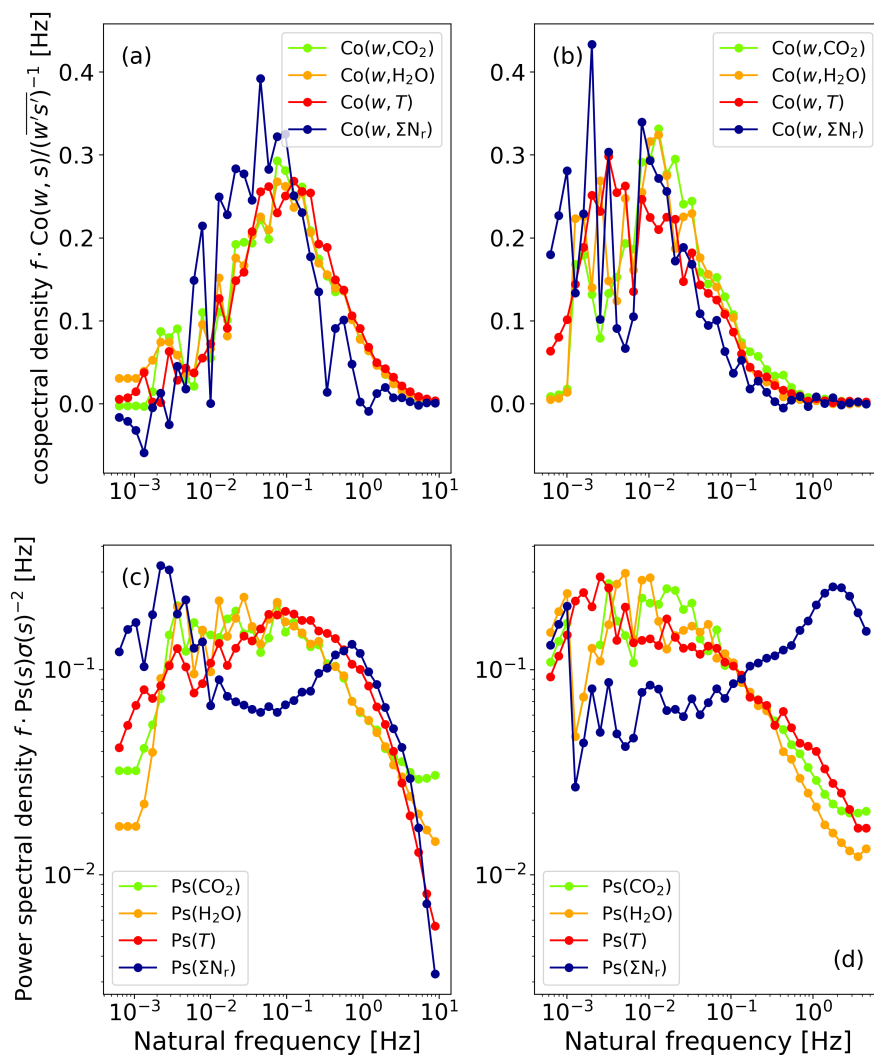 cospectral density f · Co(w, s)/(w's')⁻¹ [Hz]
(a)
Co(w,CO₂)
Co(w,H₂O)
Co(w, T)
Co(w, ΣNᵣ)
0.4
0.3
0.2
0.1
0.0
10⁻³ 10⁻² 10⁻¹ 10⁰ 10¹
(b)
Co(w,CO₂)
Co(w,H₂O)
Co(w, T)
Co(w, ΣNᵣ)
0.4
0.3
0.2
0.1
0.0
10⁻³ 10⁻² 10⁻¹ 10⁰
Power spectral density f · Ps(s)σ(s)⁻² [Hz]
(c)
10⁻¹
10⁻²
Ps(CO₂)
Ps(H₂O)
Ps(T)
Ps(ΣNᵣ)
10⁻³ 10⁻² 10⁻¹ 10⁰ 10¹
Natural frequency [Hz]
10⁻¹
10⁻²
Ps(CO₂)
Ps(H₂O)
Ps(T)
Ps(ΣNᵣ)
(d)
10⁻³ 10⁻² 10⁻¹ 10⁰
Natural frequency [Hz]